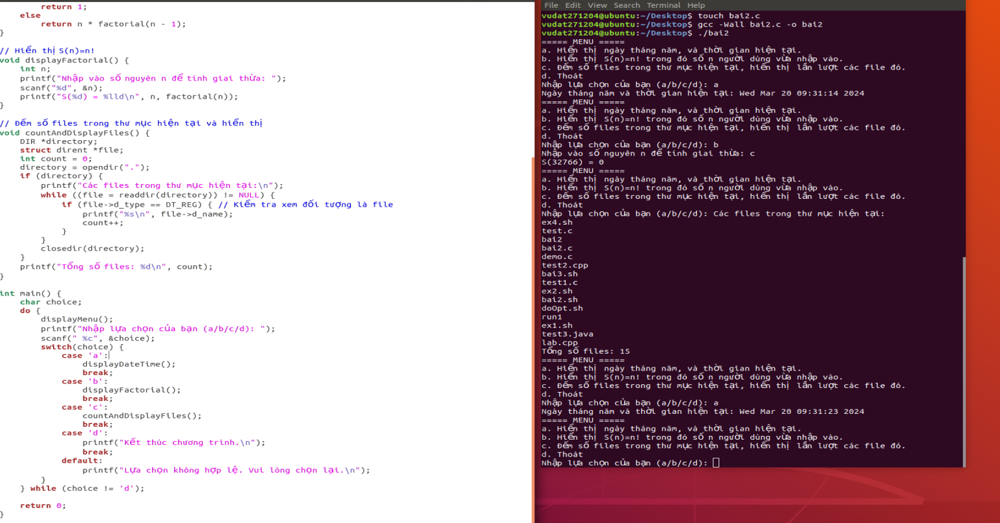 return 1;
    else
        return n * factorial(n - 1);
}
// Hiển thị S(n)=n!
void displayFactorial() {
    int n;
    printf("Nhập vào số nguyên n để tính giai thừa: ");
    scanf("%d", &n);
    printf("S(%d) = %lld\n", n, factorial(n));
}
// Đếm số files trong thư mục hiện tại và hiển thị
void countAndDisplayFiles() {
    DIR *directory;
    struct dirent *file;
    int count = 0;
    directory = opendir(".");
    if (directory) {
        printf("Các files trong thư mục hiện tại:\n");
        while ((file = readdir(directory)) != NULL) {
            if (file->d_type == DT_REG) { // Kiểm tra xem đối tượng là file
                printf("%s\n", file->d_name);
                count++;
            }
        }
        closedir(directory);
    }
    printf("Tổng số files: %d\n", count);
}
int main() {
    char choice;
    do {
        displayMenu();
        printf("Nhập lựa chọn của bạn (a/b/c/d): ");
        scanf(" %c", &choice);
        switch(choice) {
            case 'a':
                displayDateTime();
                break;
            case 'b':
                displayFactorial();
                break;
            case 'c':
                countAndDisplayFiles();
                break;
            case 'd':
                printf("Kết thúc chương trình.\n");
                break;
            default:
                printf("Lựa chọn không hợp lệ. Vui lòng chọn lại.\n");
        }
    } while (choice != 'd');
    return 0;
}
File Edit View Search Terminal Help
vudat271204@ubuntu:~/Desktop$ touch bai2.c
vudat271204@ubuntu:~/Desktop$ gcc -Wall bai2.c -o bai2
vudat271204@ubuntu:~/Desktop$ ./bai2
===== MENU =====
a. Hiển thị ngày tháng năm, và thời gian hiện tại.
b. Hiển thị S(n)=n! trong đó số n người dùng vừa nhập vào.
c. Đếm số files trong thư mục hiện tại, hiển thị lần lượt các file đó.
d. Thoát
Nhập lựa chọn của bạn (a/b/c/d): a
Ngày tháng năm và thời gian hiện tại: Wed Mar 20 09:31:14 2024
===== MENU =====
a. Hiển thị ngày tháng năm, và thời gian hiện tại.
b. Hiển thị S(n)=n! trong đó số n người dùng vừa nhập vào.
c. Đếm số files trong thư mục hiện tại, hiển thị lần lượt các file đó.
d. Thoát
Nhập lựa chọn của bạn (a/b/c/d): b
Nhập vào số nguyên n để tính giai thừa: c
S(32766) = 0
===== MENU =====
a. Hiển thị ngày tháng năm, và thời gian hiện tại.
b. Hiển thị S(n)=n! trong đó số n người dùng vừa nhập vào.
c. Đếm số files trong thư mục hiện tại, hiển thị lần lượt các file đó.
d. Thoát
Nhập lựa chọn của bạn (a/b/c/d): Các files trong thư mục hiện tại:
ex4.sh
test.c
bai2
bai2.c
demo.c
test2.cpp
bai3.sh
test1.c
ex2.sh
bai2.sh
doOpt.sh
run1
ex1.sh
test3.java
lab.cpp
Tổng số files: 15
===== MENU =====
a. Hiển thị ngày tháng năm, và thời gian hiện tại.
b. Hiển thị S(n)=n! trong đó số n người dùng vừa nhập vào.
c. Đếm số files trong thư mục hiện tại, hiển thị lần lượt các file đó.
d. Thoát
Nhập lựa chọn của bạn (a/b/c/d): a
Ngày tháng năm và thời gian hiện tại: Wed Mar 20 09:31:23 2024
===== MENU =====
a. Hiển thị ngày tháng năm, và thời gian hiện tại.
b. Hiển thị S(n)=n! trong đó số n người dùng vừa nhập vào.
c. Đếm số files trong thư mục hiện tại, hiển thị lần lượt các file đó.
d. Thoát
Nhập lựa chọn của bạn (a/b/c/d):